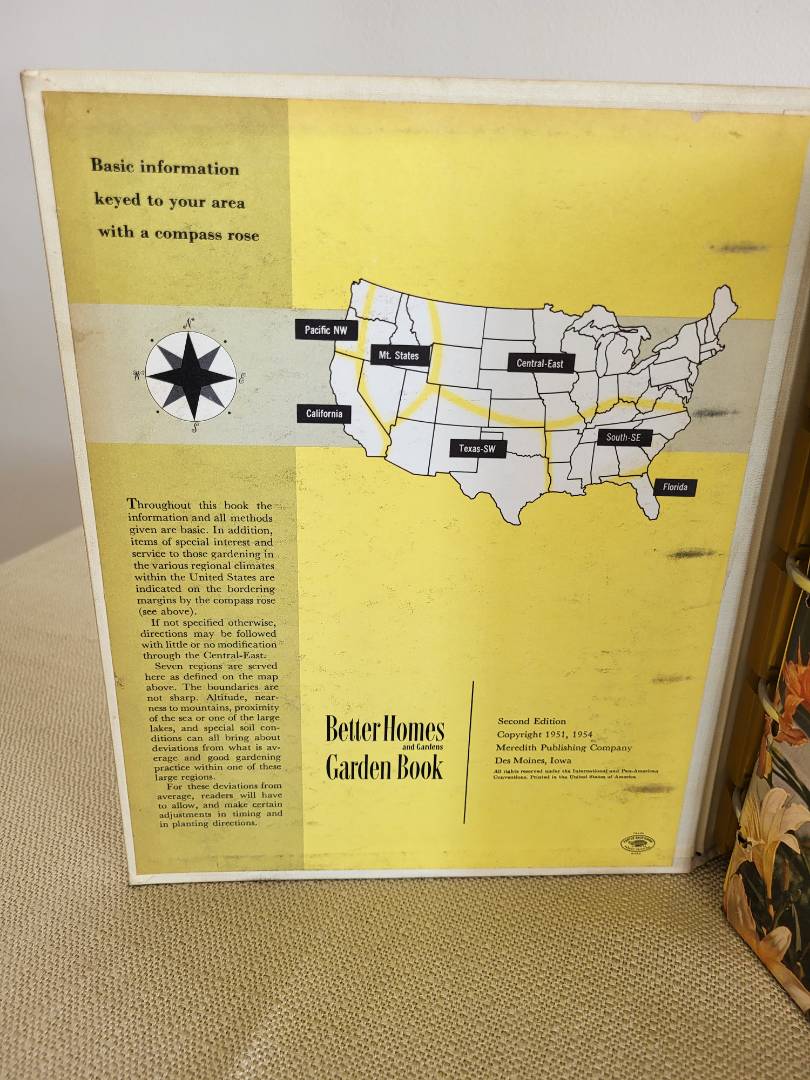 Basic information
keyed to your area
with a compass rose
N
W
E
S
Pacific NW
Mt. States
Central-East
California
Texas-SW
South-SE
Florida
Throughout this book the
information and all methods
given are basic. In addition,
items of special interest and
service to those gardening in
the various regional climates
within the United States are
indicated on the bordering
margins by the compass rose
(see above).
If not specified otherwise,
directions may be followed
with little or no modification
through the Central-East.
Seven regions are served
here as defined on the map
above. The boundaries are
not sharp. Altitude, near-
ness to mountains, proximity
of the sea or one of the large
lakes, and special soil con-
ditions can all bring about
deviations from what is av-
erage and good gardening
practice within one of these
large regions.
For these deviations from
average, readers will have
to allow, and make certain
adjustments in timing and
in planting directions.
Better Homes
and Gardens
Garden Book
Second Edition
Copyright 1951, 1954
Meredith Publishing Company
Des Moines, Iowa
All rights reserved under the International and Pan-American
Conventions. Printed in the United States of America